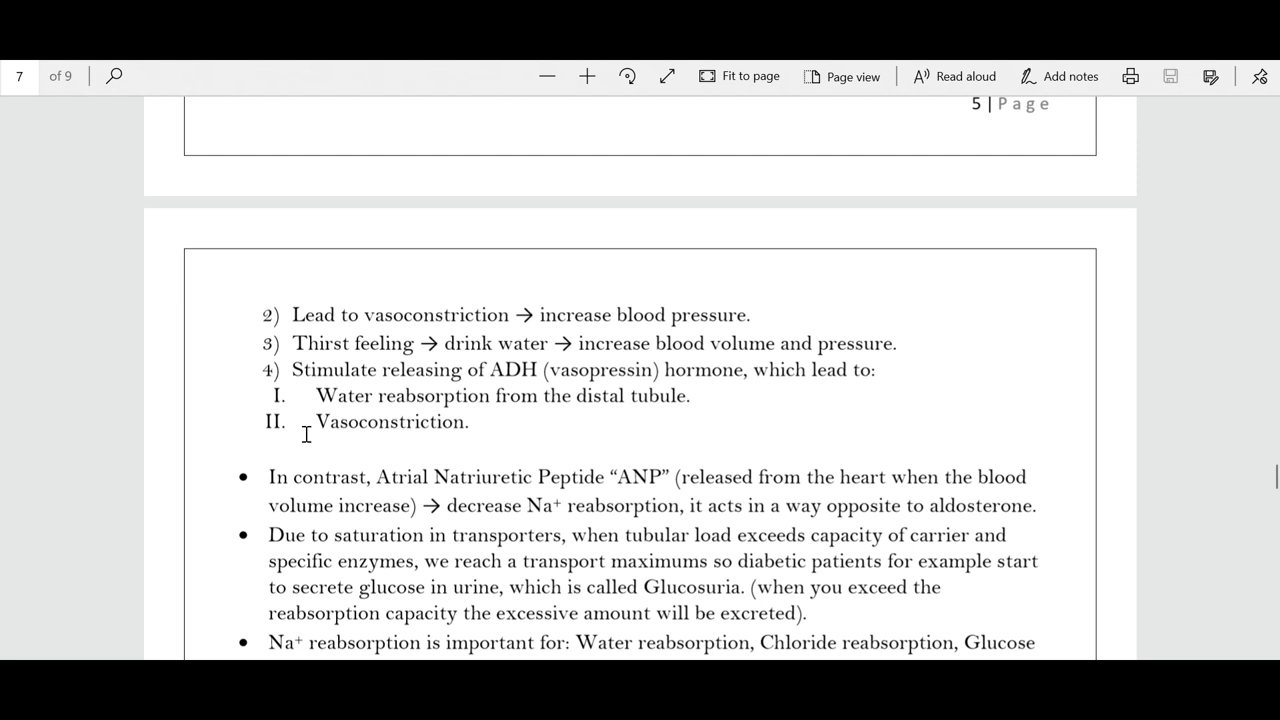 7 of 9 Fit to page Page view Read aloud Add notes
5 | Page
2) Lead to vasoconstriction → increase blood pressure.
3) Thirst feeling → drink water → increase blood volume and pressure.
4) Stimulate releasing of ADH (vasopressin) hormone, which lead to:
I. Water reabsorption from the distal tubule.
II. Vasoconstriction.
• In contrast, Atrial Natriuretic Peptide “ANP” (released from the heart when the blood
volume increase) → decrease Na⁺ reabsorption, it acts in a way opposite to aldosterone.
• Due to saturation in transporters, when tubular load exceeds capacity of carrier and
specific enzymes, we reach a transport maximums so diabetic patients for example start
to secrete glucose in urine, which is called Glucosuria. (when you exceed the
reabsorption capacity the excessive amount will be excreted).
• Na⁺ reabsorption is important for: Water reabsorption, Chloride reabsorption, Glucose